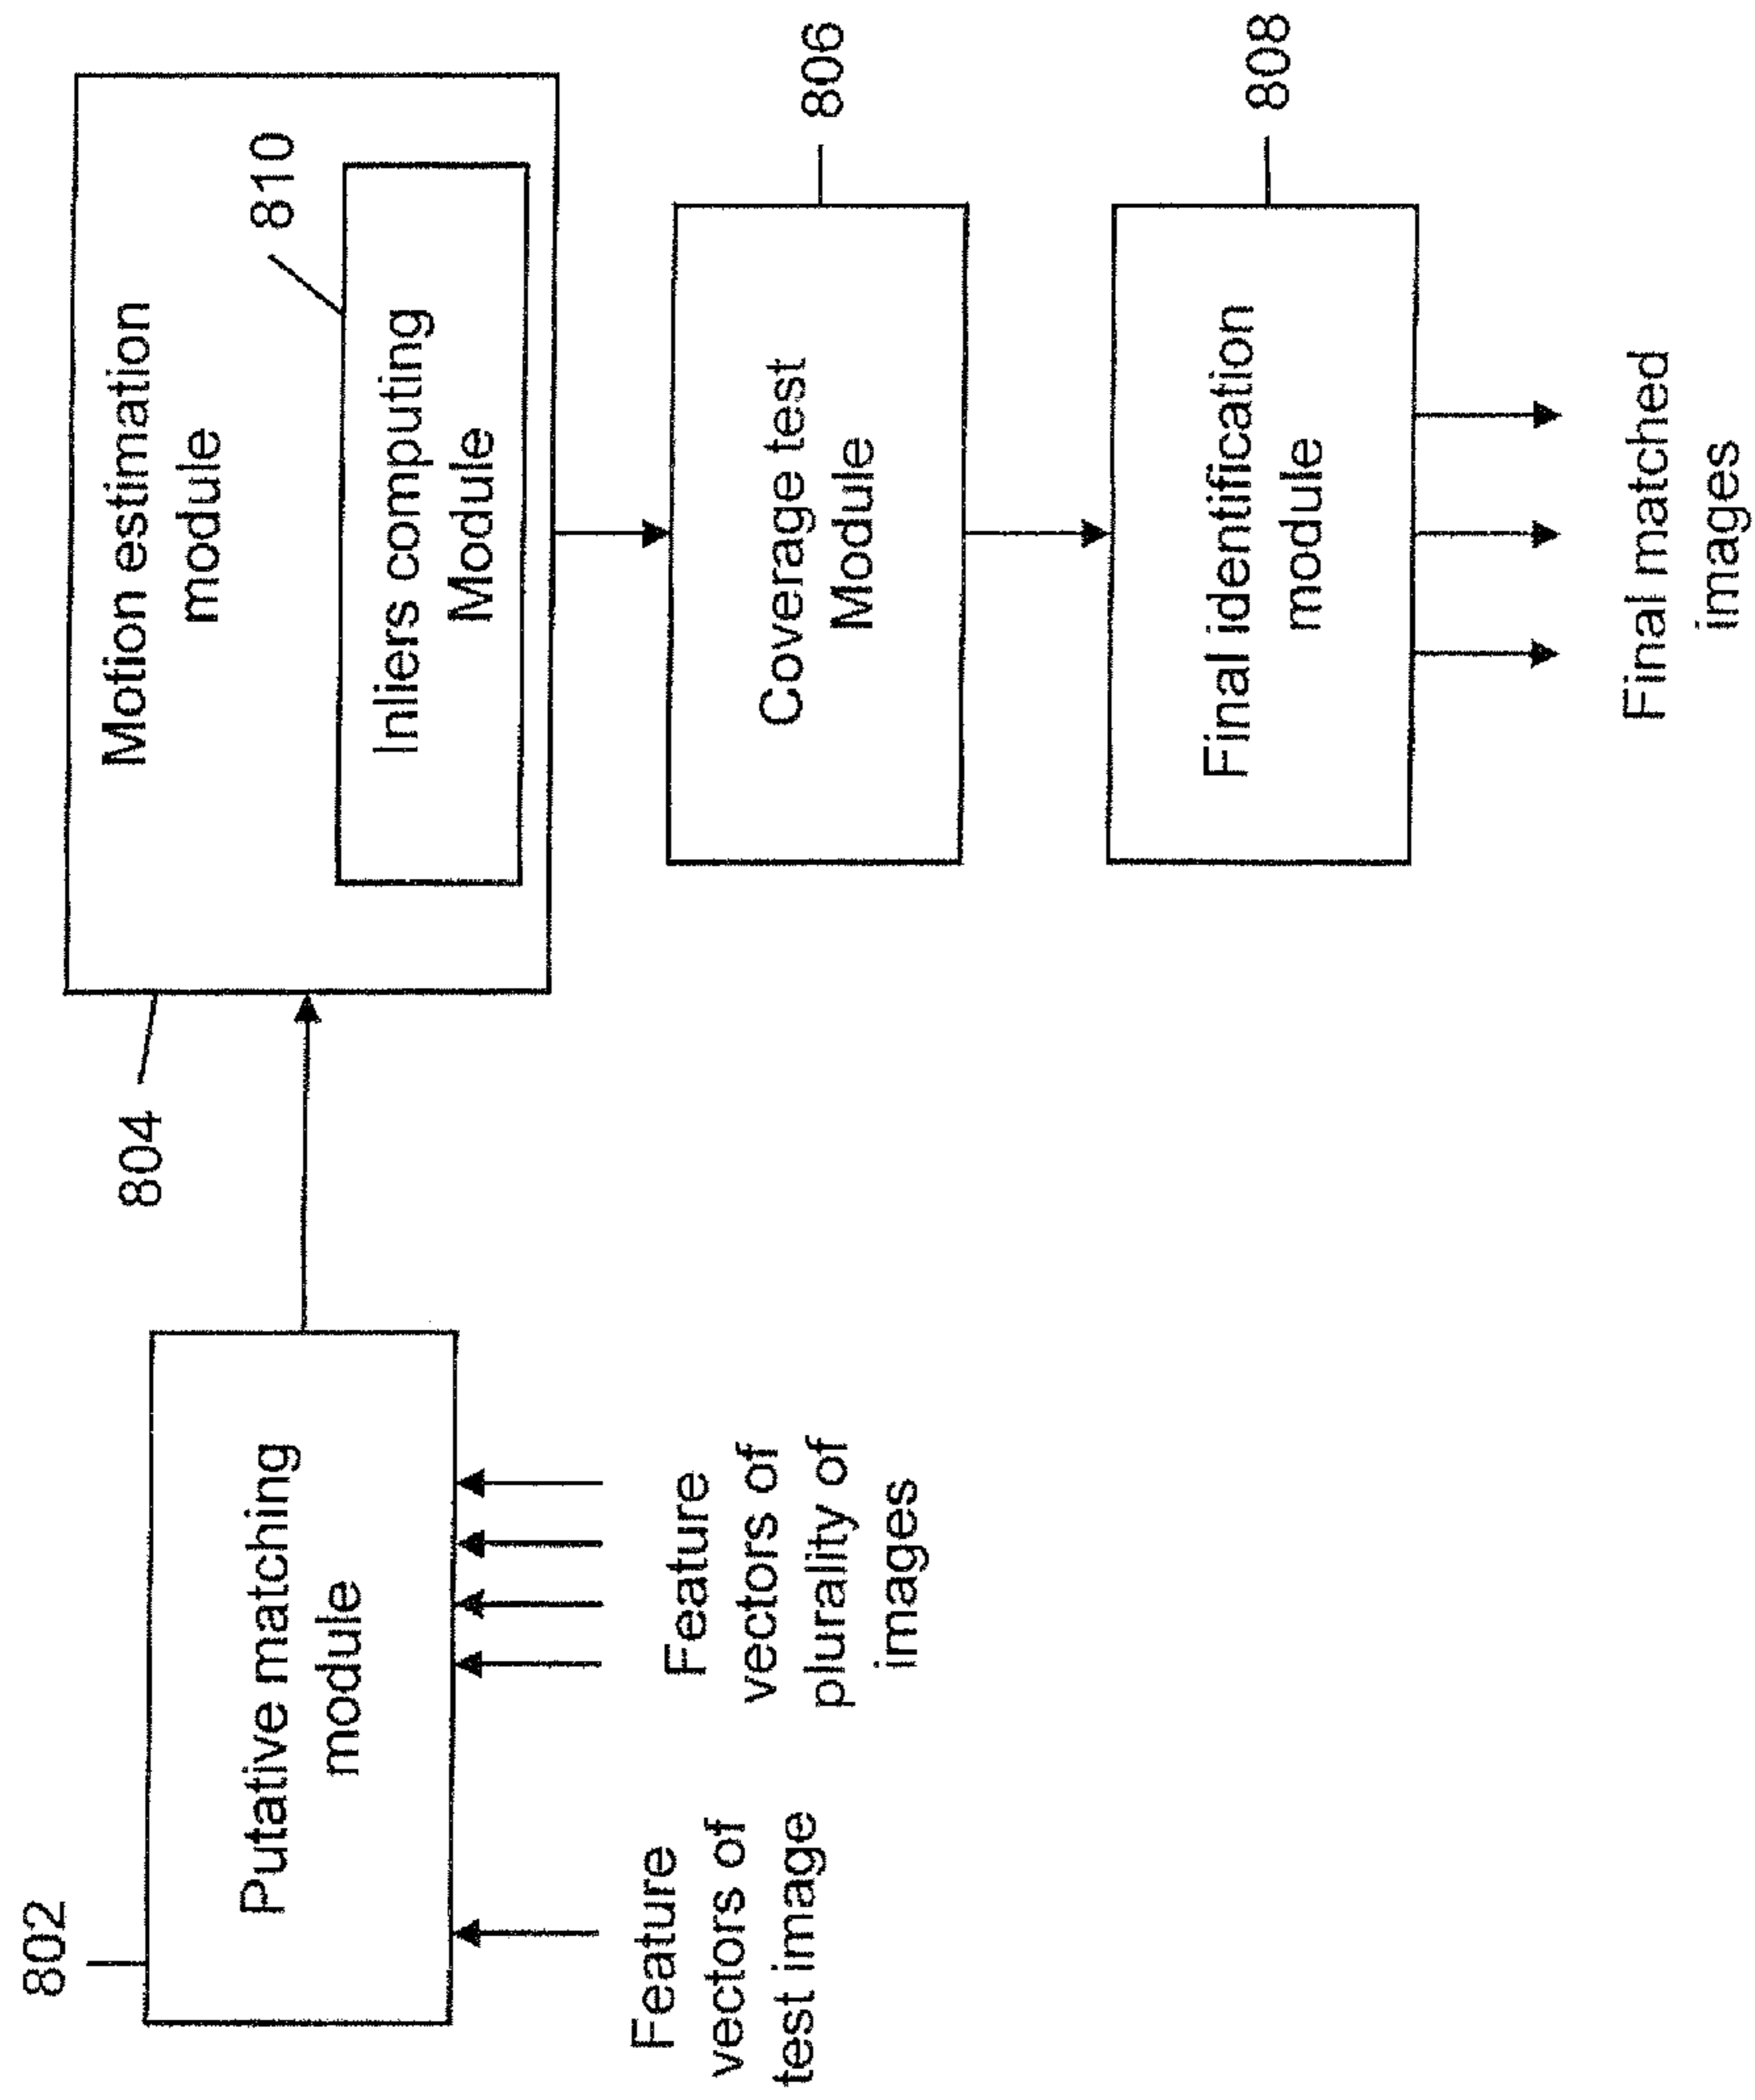 802
Putative matching
module
Feature
vectors of
test image
Feature
vectors of
plurality of
images
804
Motion estimation
module
810
Inliers computing
Module
Coverage test
Module
806
Final identification
module
808
Final matched
images